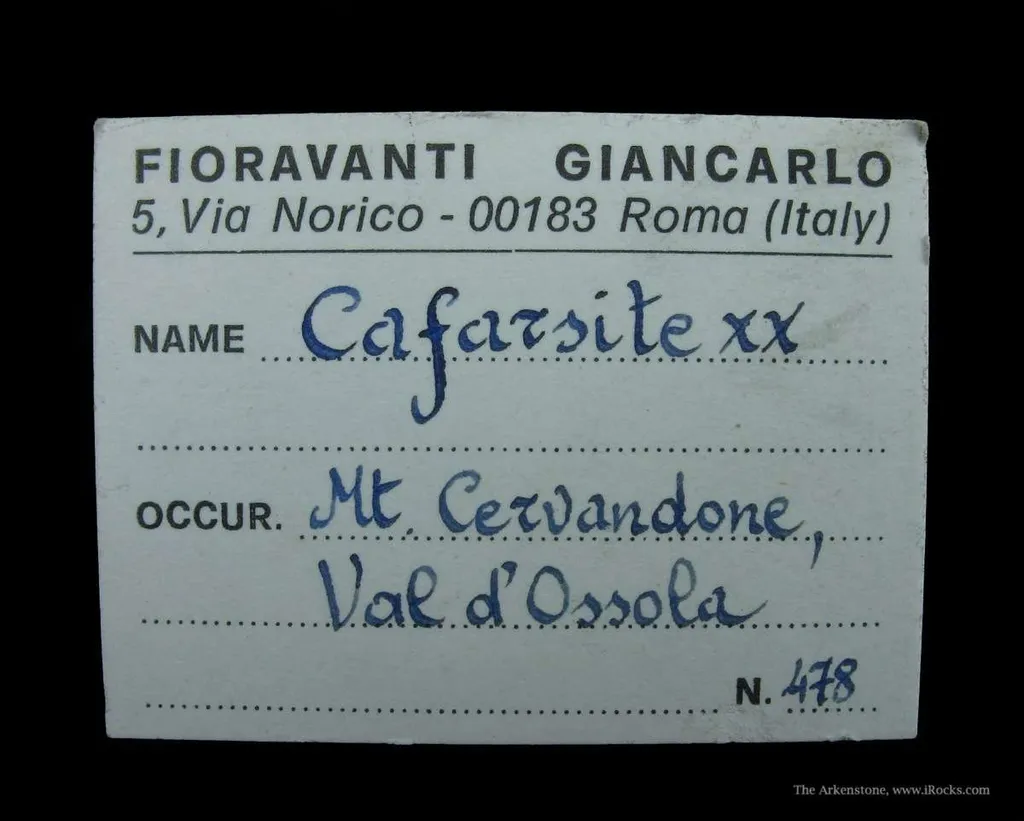 FIORAVANTI GIANCARLO
5, Via Norico - 00183 Roma (Italy)
NAME Cafarsite xx
OCCUR. Mt. Cervandone,
Val d'Ossola
N. 478
The Arkenstone, www.iRocks.com